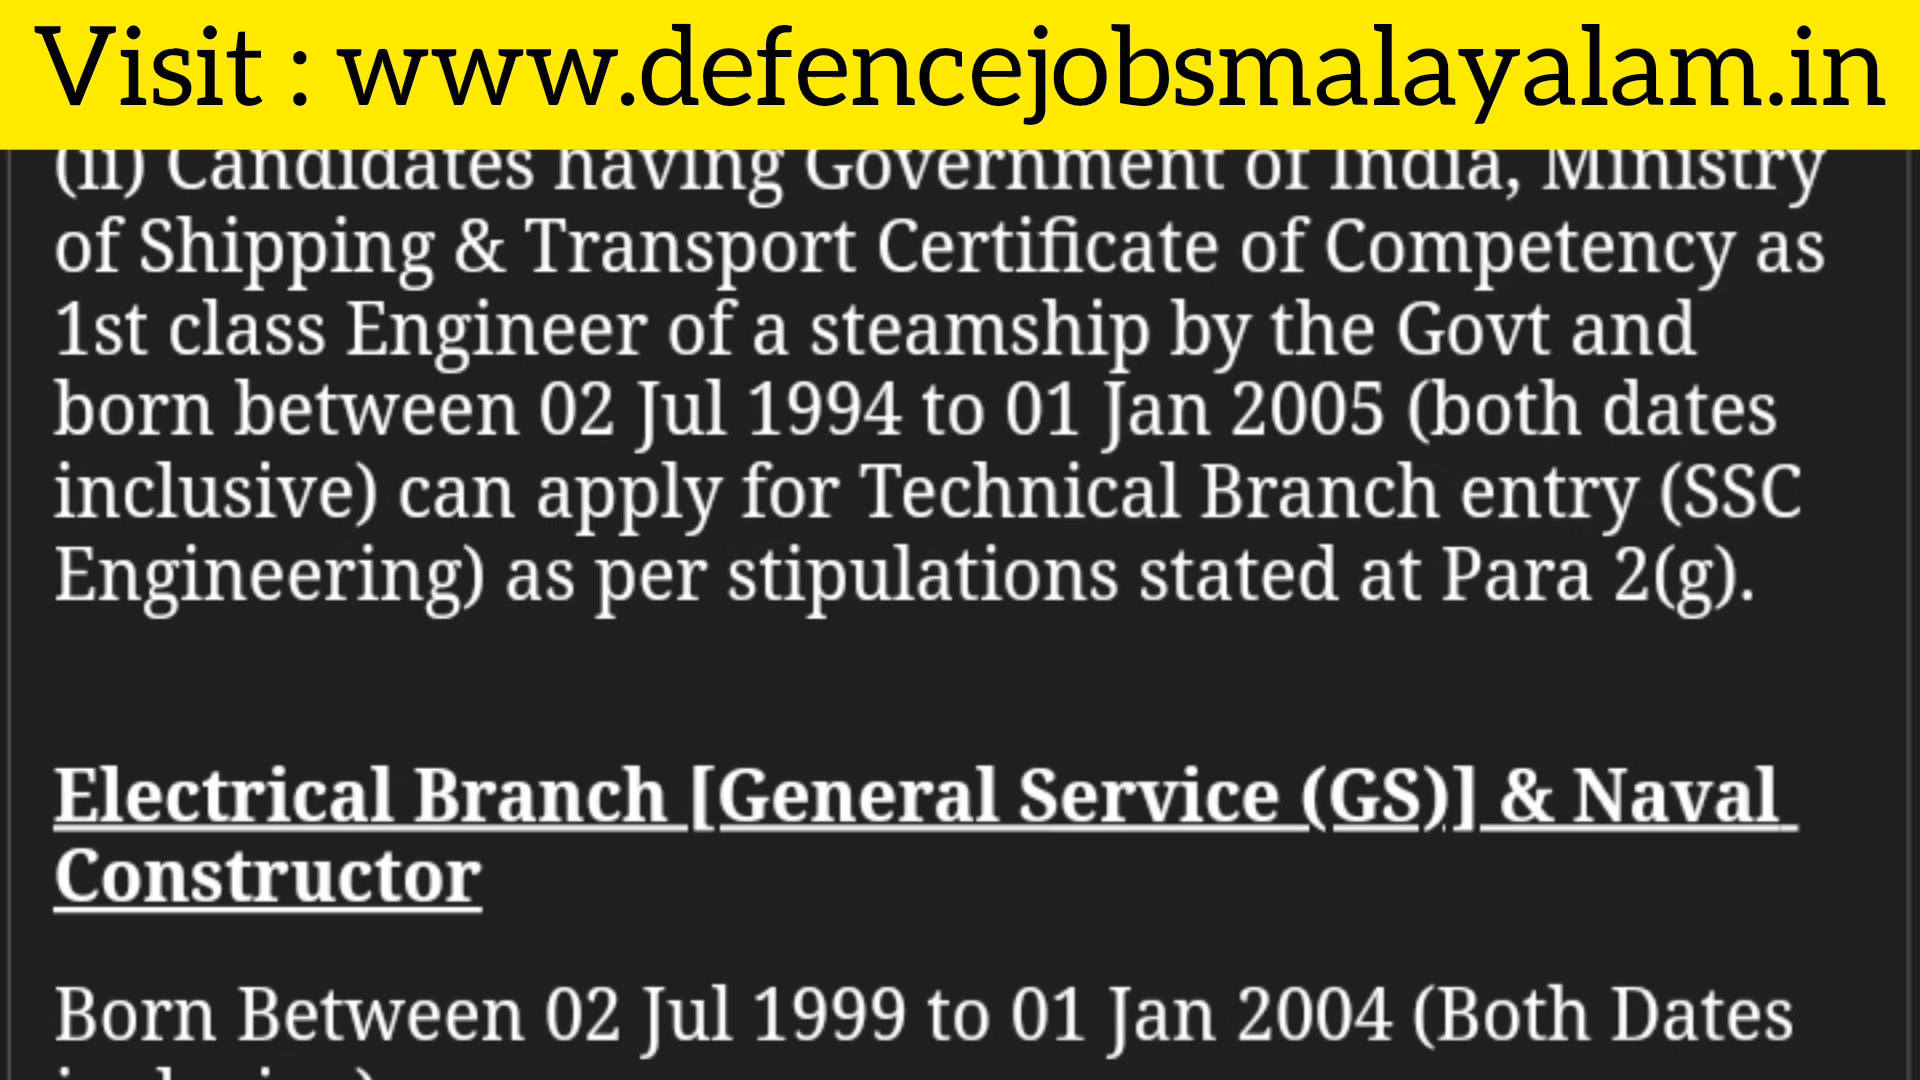 Visit : www.defencejobsmalayalam.in
(ii) Candidates having Government of India, Ministry
of Shipping & Transport Certificate of Competency as
1st class Engineer of a steamship by the Govt and
born between 02 Jul 1994 to 01 Jan 2005 (both dates
inclusive) can apply for Technical Branch entry (SSC
Engineering) as per stipulations stated at Para 2(g).
Electrical Branch [General Service (GS)] & Naval
Constructor
Born Between 02 Jul 1999 to 01 Jan 2004 (Both Dates